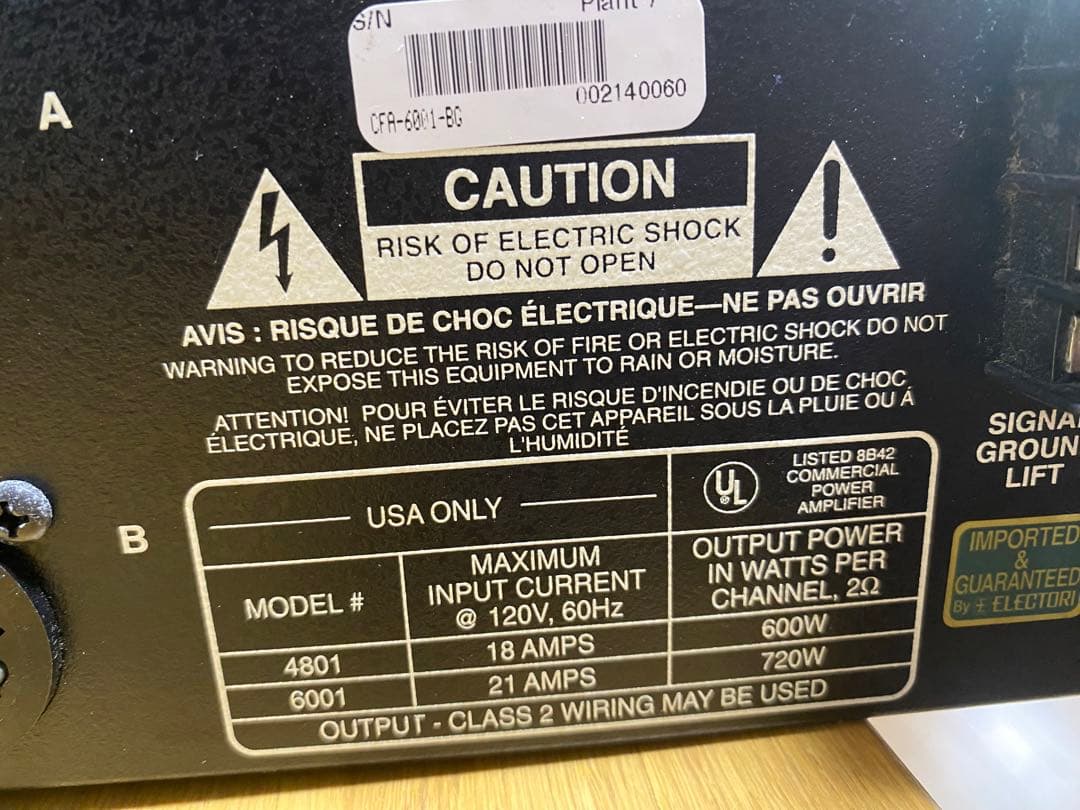 S/N
Plant 7
002140060
CFA-6001-BG
A
CAUTION
RISK OF ELECTRIC SHOCK
DO NOT OPEN
AVIS : RISQUE DE CHOC ÉLECTRIQUE—NE PAS OUVRIR
WARNING TO REDUCE THE RISK OF FIRE OR ELECTRIC SHOCK DO NOT
EXPOSE THIS EQUIPMENT TO RAIN OR MOISTURE.
ATTENTION! POUR ÉVITER LE RISQUE D'INCENDIE OU DE CHOC
ÉLECTRIQUE, NE PLACEZ PAS CET APPAREIL SOUS LA PLUIE OU Á
L'HUMIDITÉ
SIGNAL
GROUN
LIFT
B
USA ONLY
UL
LISTED 8B42
COMMERCIAL
POWER
AMPLIFIER
MODEL #
MAXIMUM
INPUT CURRENT
@ 120V, 60Hz
OUTPUT POWER
IN WATTS PER
CHANNEL, 2Ω
4801
18 AMPS
600W
6001
21 AMPS
720W
OUTPUT - CLASS 2 WIRING MAY BE USED
IMPORTED
&
GUARANTEED
By ELECTORI